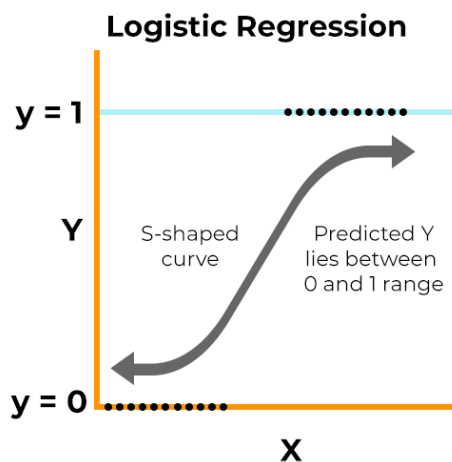 Logistic Regression
y = 1
Y
S-shaped
curve
Predicted Y
lies between
0 and 1 range
y = 0
X